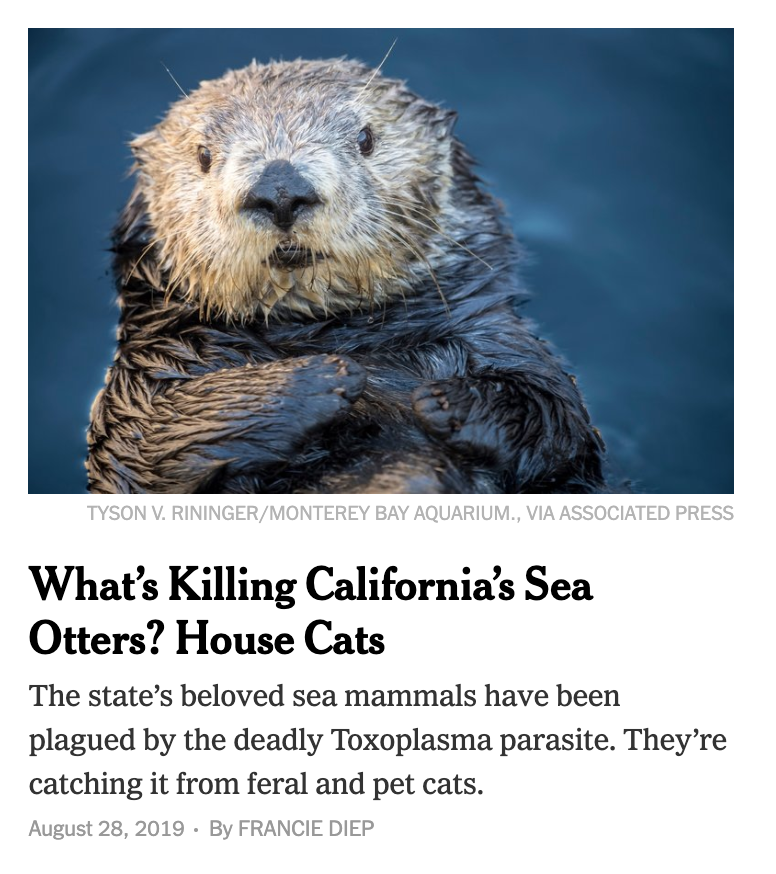 TYSON V. RININGER/MONTEREY BAY AQUARIUM., VIA ASSOCIATED PRESS
What’s Killing California’s Sea
Otters? House Cats
The state’s beloved sea mammals have been
plagued by the deadly Toxoplasma parasite. They’re
catching it from feral and pet cats.
August 28, 2019 · By FRANCIE DIEP